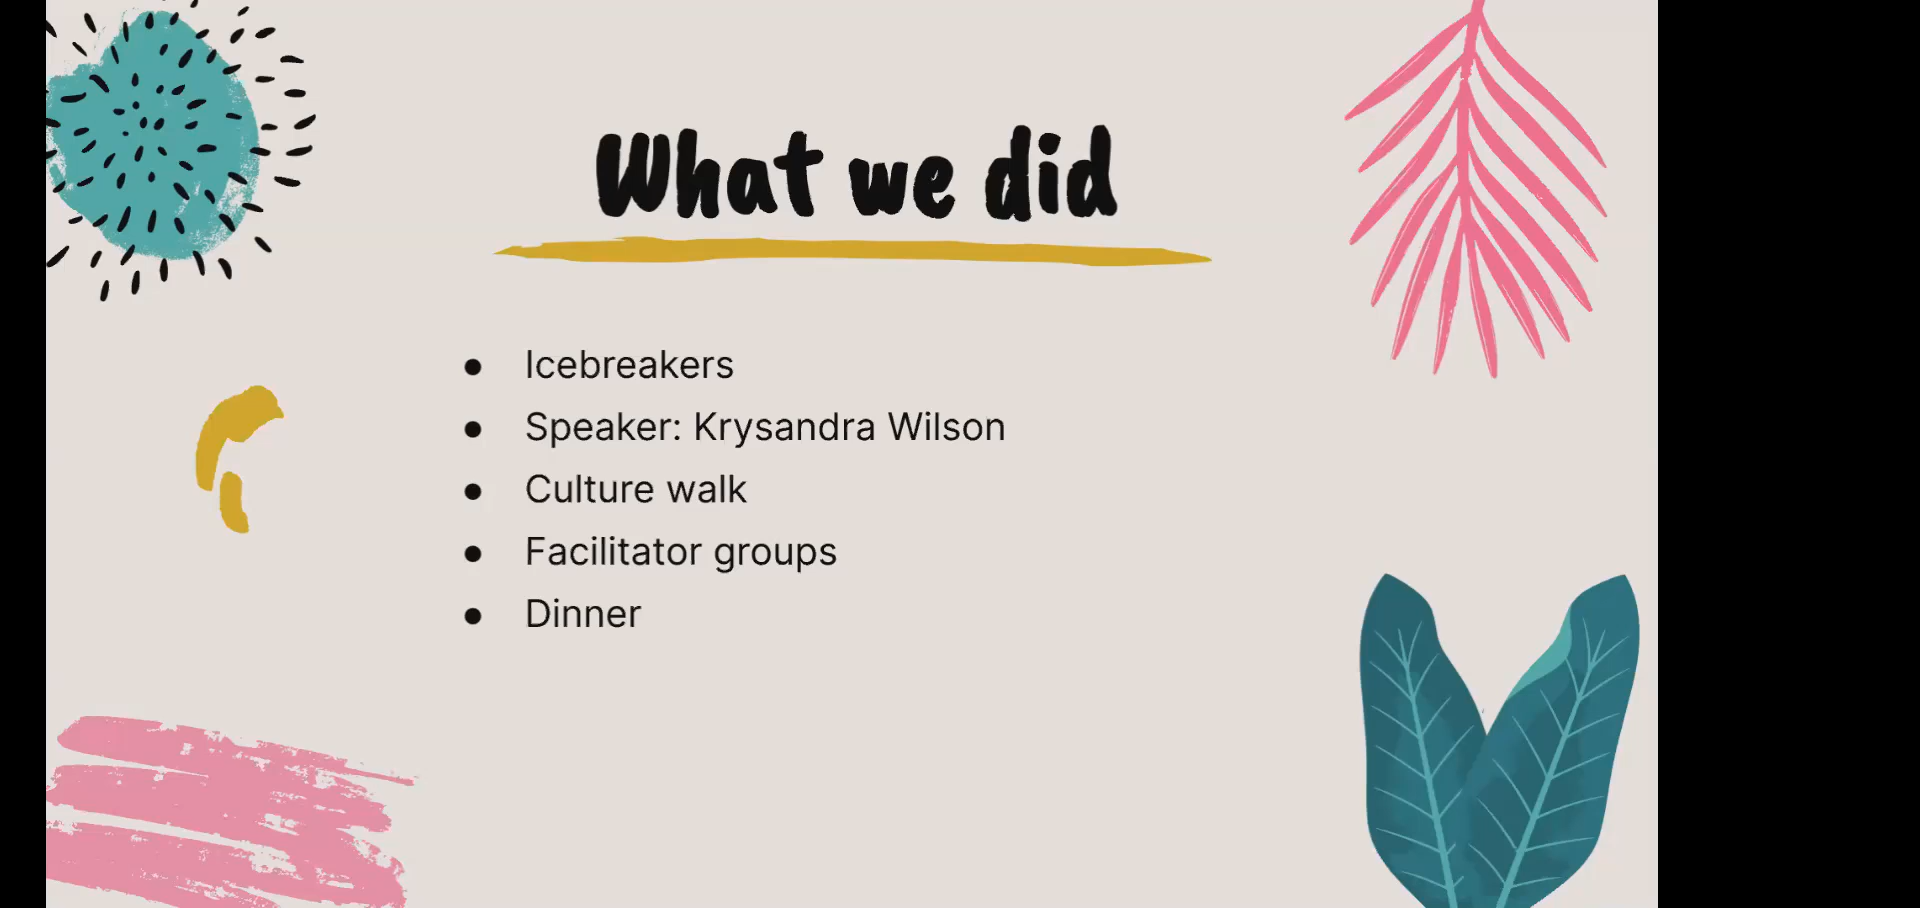 What we did
● Icebreakers
● Speaker: Krysandra Wilson
● Culture walk
● Facilitator groups
● Dinner